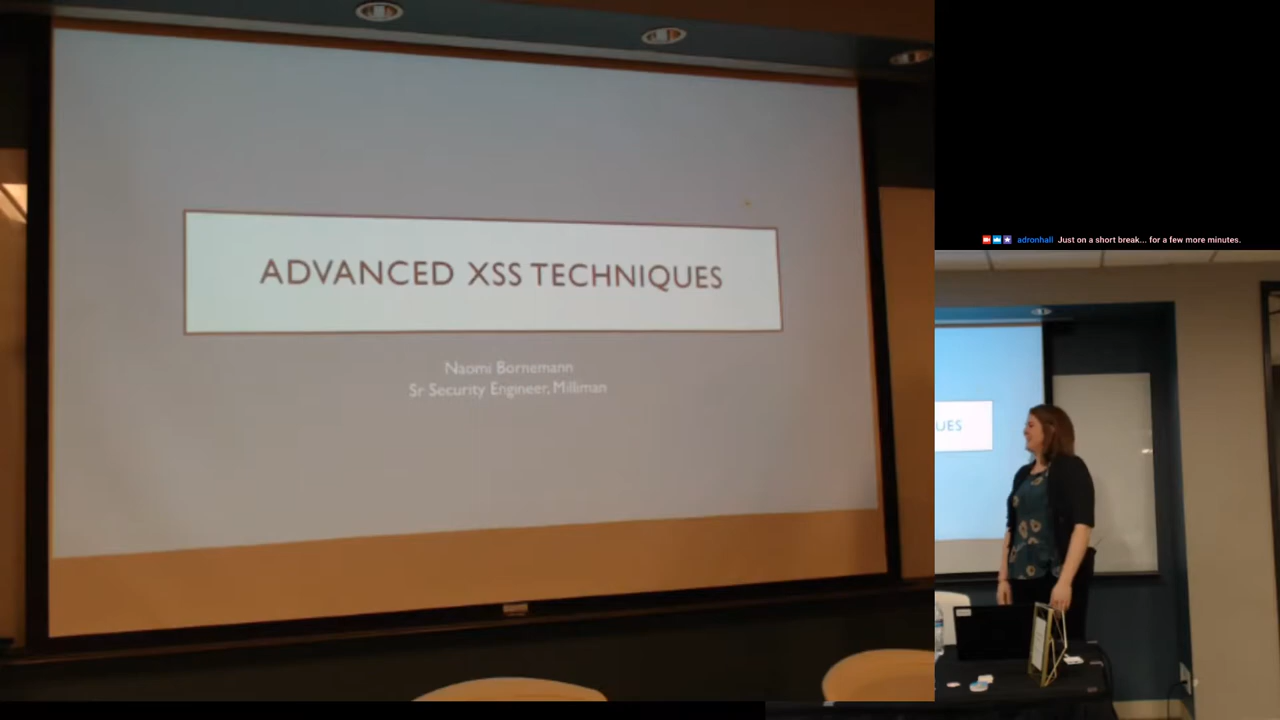 ADVANCED XSS TECHNIQUES
Naomi Bornemann
Sr Security Engineer, Milliman
adronhall Just on a short break... for a few more minutes.
UES